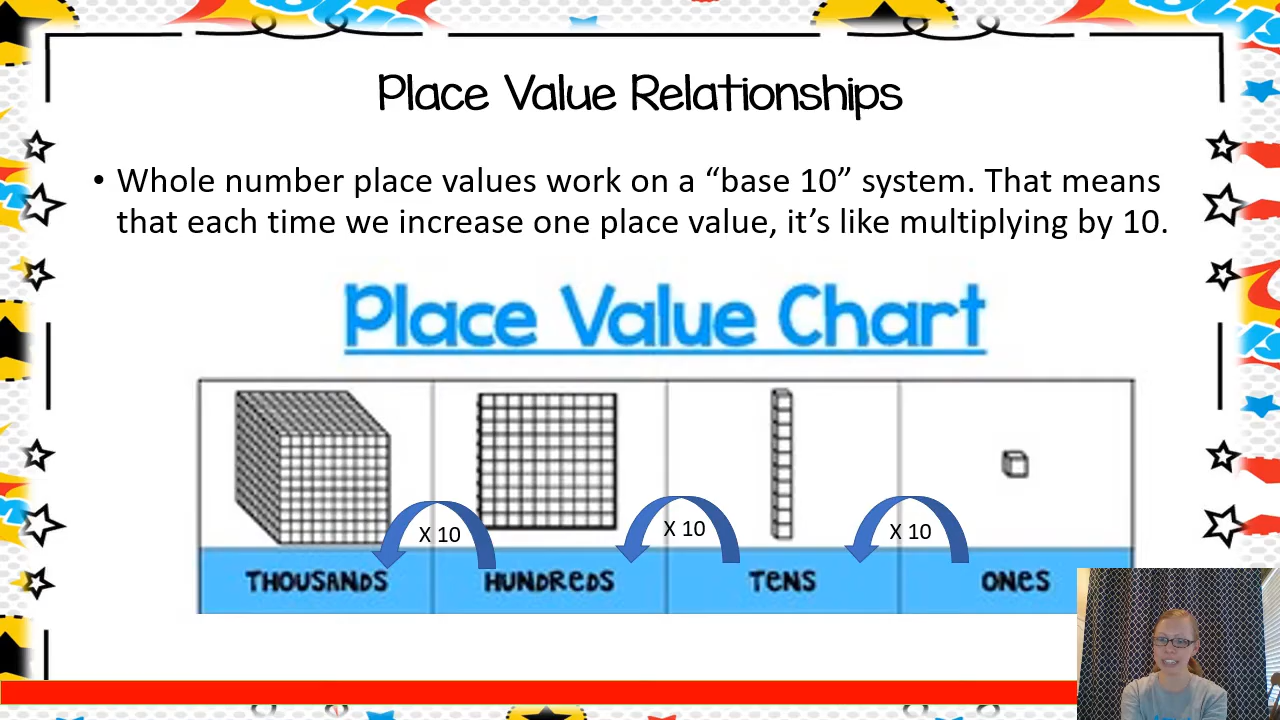 Place Value Relationships
• Whole number place values work on a “base 10” system. That means
that each time we increase one place value, it’s like multiplying by 10.
Place Value Chart
X 10 X 10 X 10
THOUSANDS HUNDREDS TENS ONES